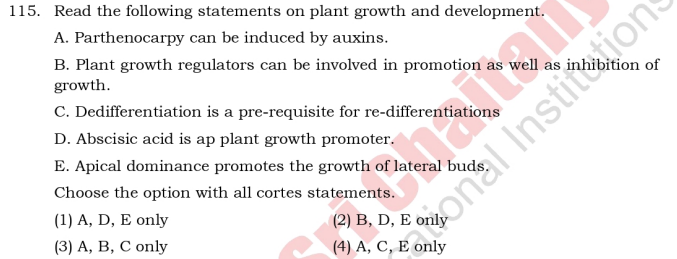 115. Read the following statements on plant growth and development.
A. Parthenocarpy can be induced by auxins.
B. Plant growth regulators can be involved in promotion as well as inhibition of
growth.
C. Dedifferentiation is a pre-requisite for re-differentiations
D. Abscisic acid is ap plant growth promoter.
E. Apical dominance promotes the growth of lateral buds.
Choose the option with all cortes statements.
(1) A, D, E only (2) B, D, E only
(3) A, B, C only (4) A, C, E only
Sri Chaitany
ational Institutions